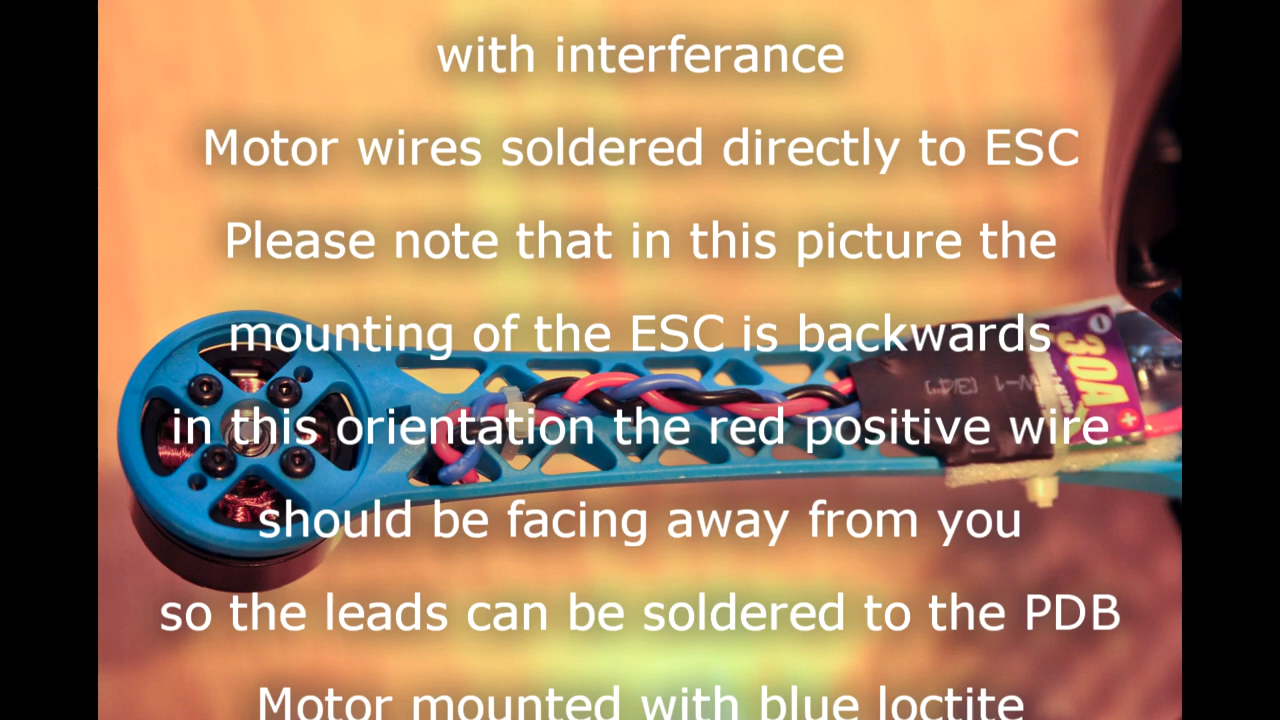 with interferance
Motor wires soldered directly to ESC
Please note that in this picture the
mounting of the ESC is backwards
in this orientation the red positive wire
should be facing away from you
so the leads can be soldered to the PDB
Motor mounted with blue loctite
30A
(3/4")